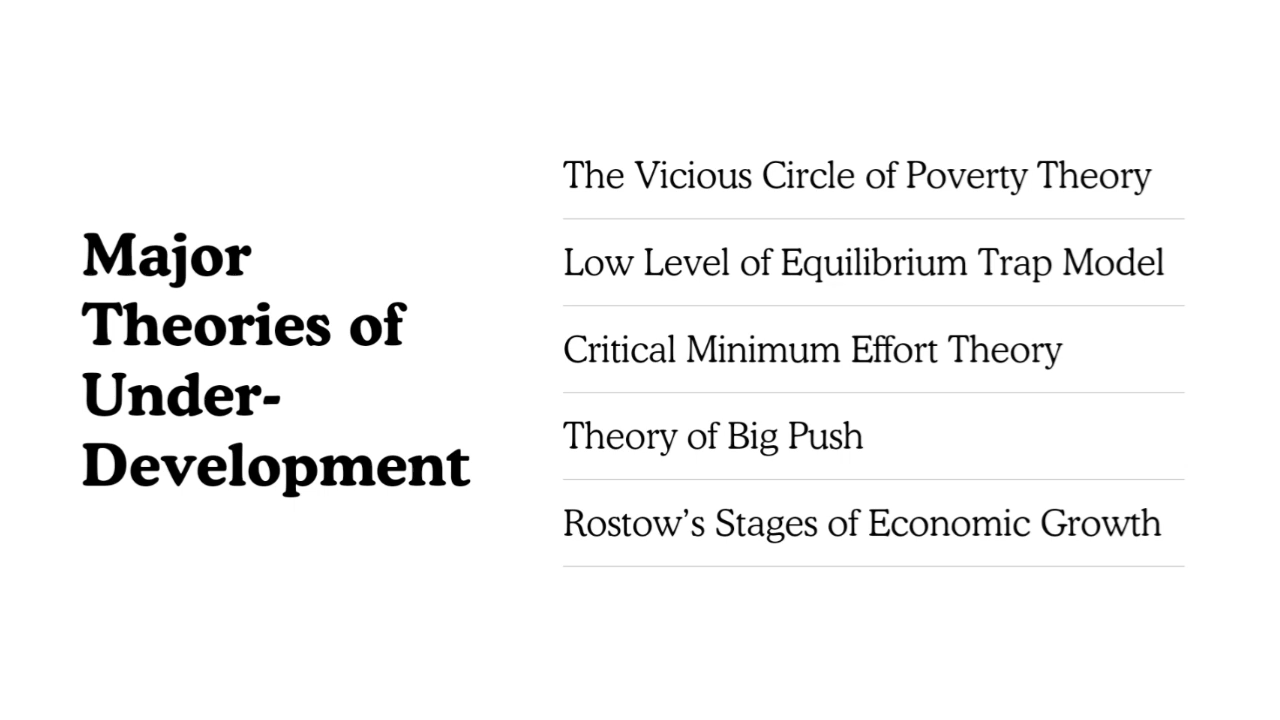 Major
Theories of
Under-
Development
The Vicious Circle of Poverty Theory
Low Level of Equilibrium Trap Model
Critical Minimum Effort Theory
Theory of Big Push
Rostow’s Stages of Economic Growth